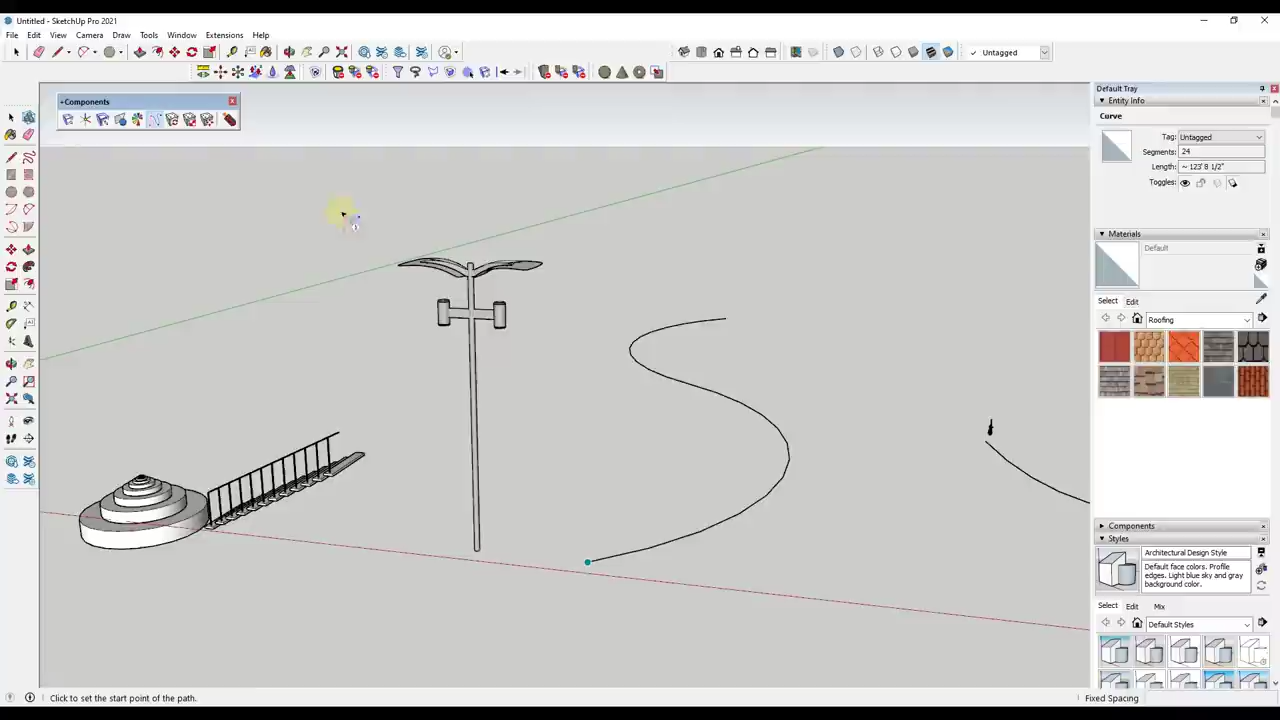 Untitled - SketchUp Pro 2021
File Edit View Camera Draw Tools Window Extensions Help
Untagged
+Components
Default Tray
Entity Info
Curve
Tag: Untagged
Segments: 24
Length: ~ 123' 8 1/2"
Toggles:
Materials
Default
Select Edit
Roofing
Components
Styles
Architectural Design Style
Default face colors. Profile
edges. Light blue sky and gray
background color.
Select Edit Mix
Default Styles
Click to set the start point of the path.
Fixed Spacing